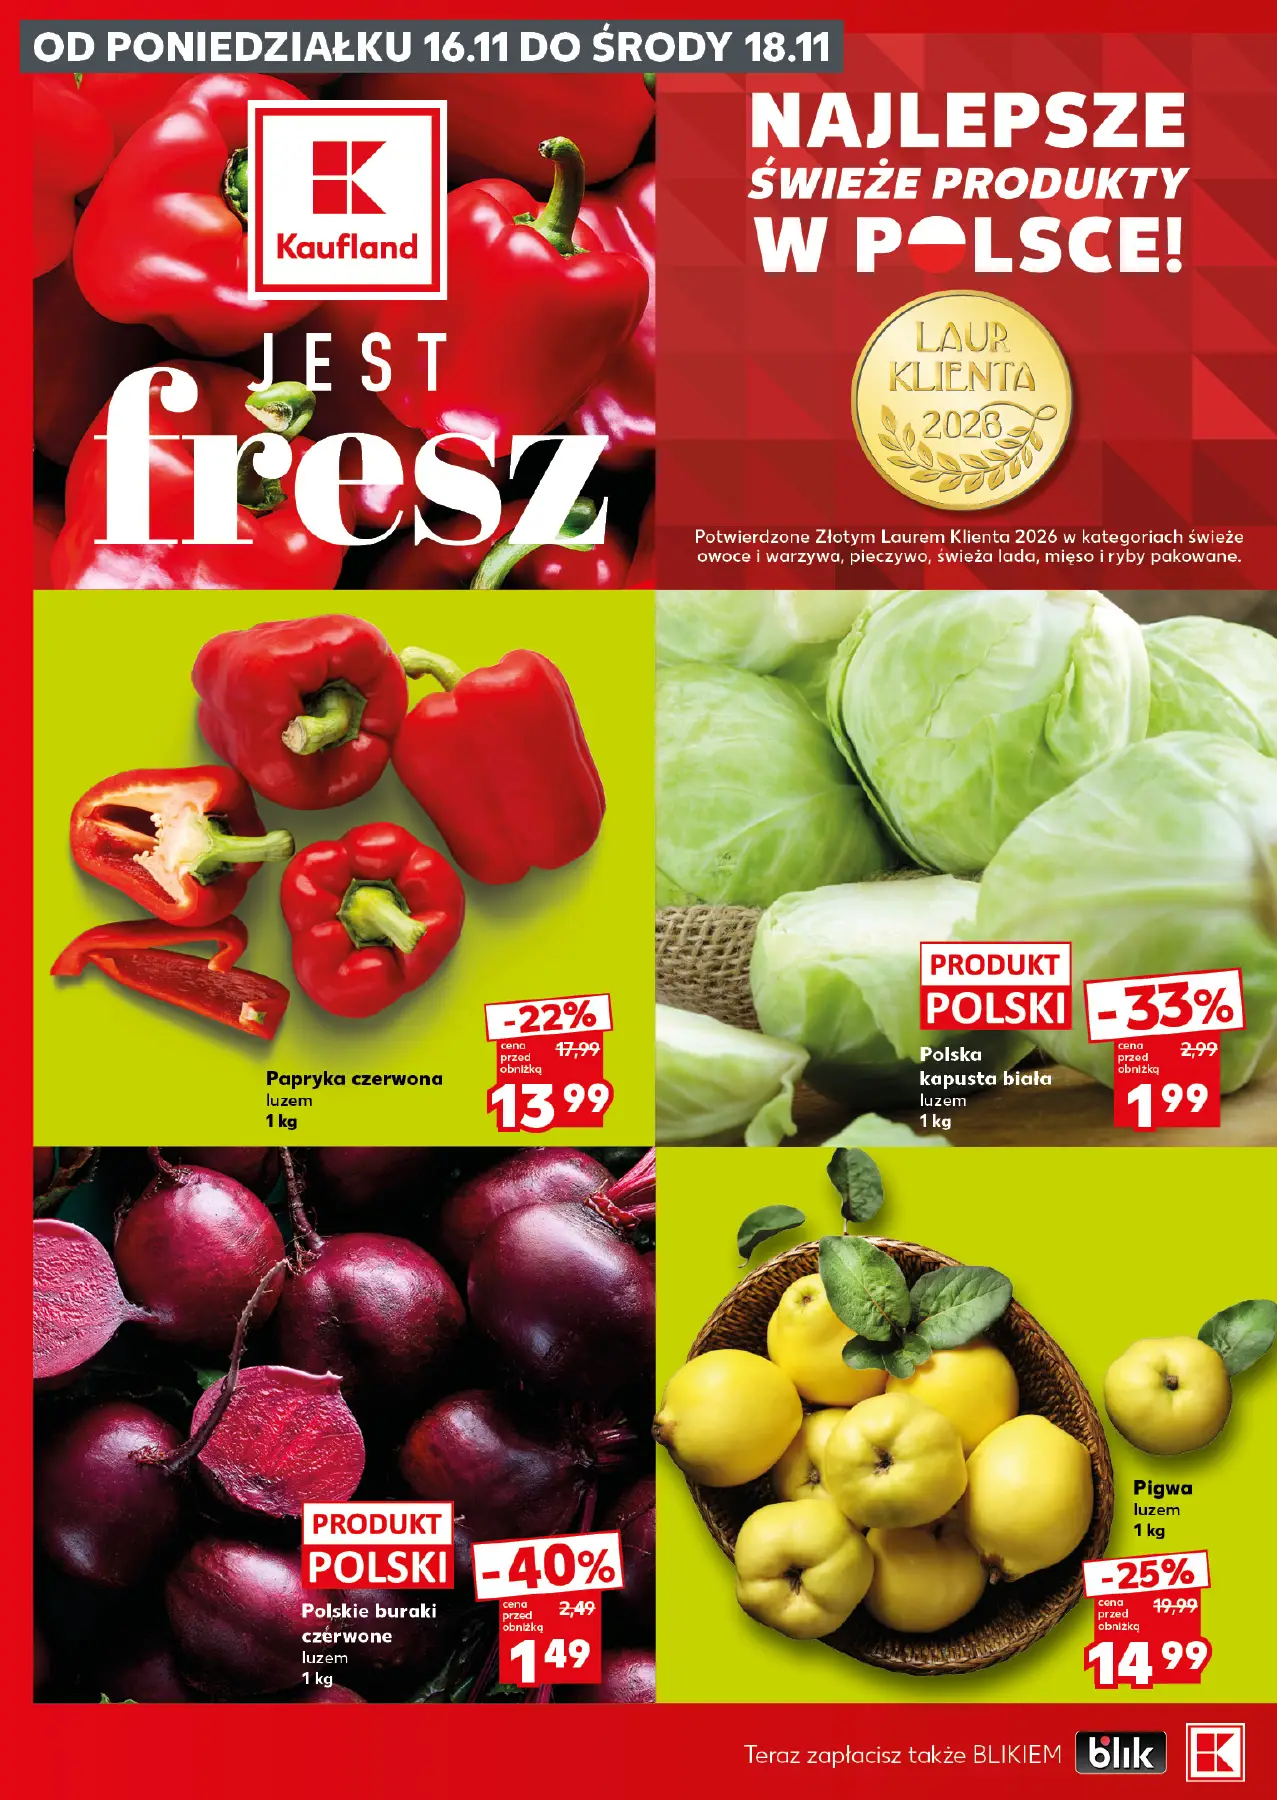 OD PONIEDZIAŁKU 16.11 DO ŚRODY 18.11
Kaufland
JEST
fresz
NAJLEPSZE
ŚWIEŻE PRODUKTY
W POLSCE!
LAUR
KLIENTA
2026
Potwierdzone Złotym Laurem Klienta 2026 w kategoriach świeże
owoce i warzywa, pieczywo, świeża lada, mięso i ryby pakowane.
-22%
cena
przed
obniżką
17,99
13 99
Papryka czerwona
luzem
1 kg
PRODUKT
POLSKI
-33%
cena
przed
obniżką
2,99
1 99
Polska
kapusta biała
luzem
1 kg
PRODUKT
POLSKI
-40%
cena
przed
obniżką
2,49
1 49
Polskie buraki
czerwone
luzem
1 kg
Pigwa
luzem
1 kg
-25%
cena
przed
obniżką
19,99
14 99
Teraz zapłacisz także BLIKIEM
blik